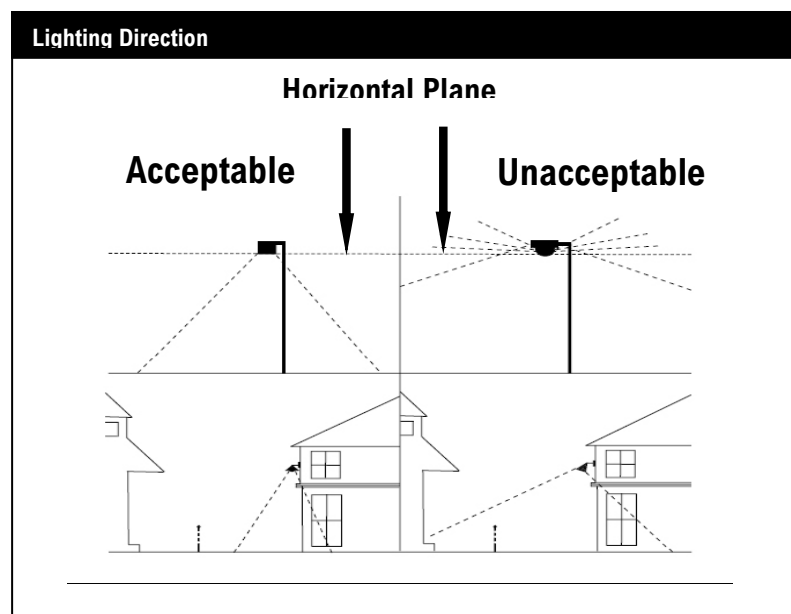 Lighting Direction
Horizontal Plane
Acceptable
Unacceptable